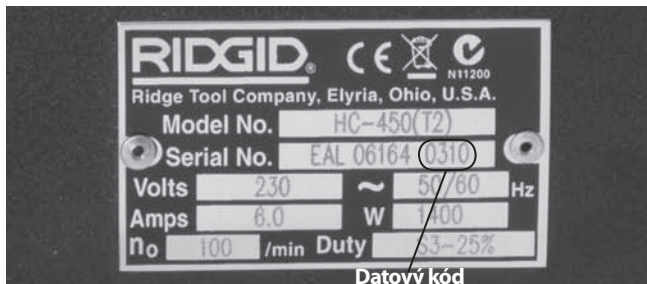 RIDGID®
N11200
Ridge Tool Company, Elyria, Ohio, U.S.A.
Model No. HC-450(T2)
Serial No. EAL 06164 0310
Volts 230 ~ 50/60 Hz
Amps 6.0 W 1400
no 100 /min Duty S3~25%
Datový kód